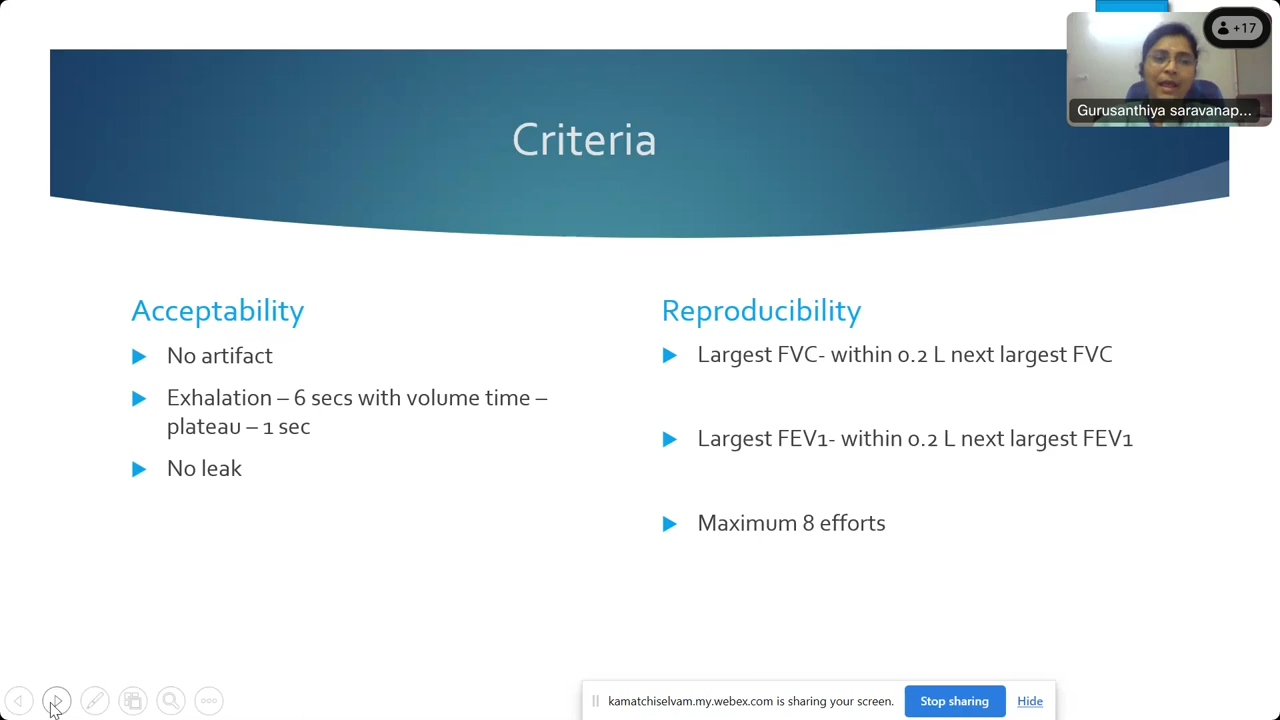 +17
Gurusanthiya saravanap...
Criteria
Acceptability
No artifact
Exhalation – 6 secs with volume time –
plateau – 1 sec
No leak
Reproducibility
Largest FVC- within 0.2 L next largest FVC
Largest FEV1- within 0.2 L next largest FEV1
Maximum 8 efforts
kamatchiselvam.my.webex.com is sharing your screen.
Stop sharing
Hide